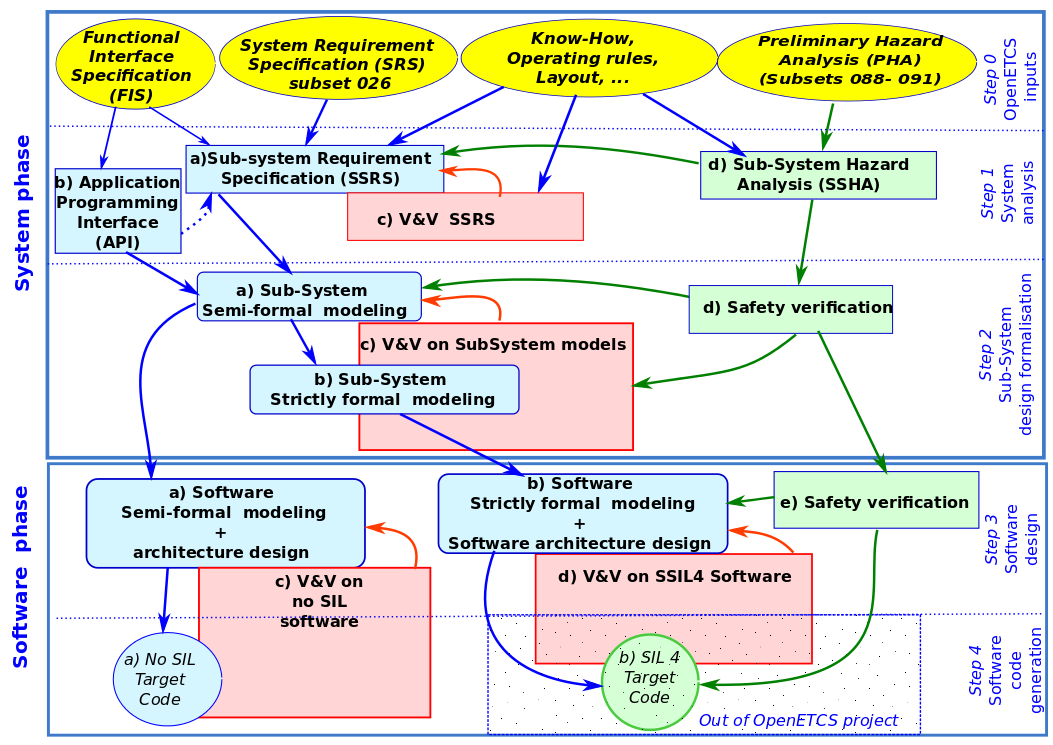 Functional
Interface
Specification
(FIS)
System Requirement
Specification (SRS)
subset 026
Know-How,
Operating rules,
Layout, ...
Preliminary Hazard
Analysis (PHA)
(Subsets 088- 091)
Step 0
OpenETCS
inputs
System phase
b) Application
Programming
Interface
(API)
a)Sub-system Requirement
Specification (SSRS)
c) V&V SSRS
d) Sub-System Hazard
Analysis (SSHA)
Step 1
System
analysis
a) Sub-System
Semi-formal modeling
c) V&V on SubSystem models
b) Sub-System
Strictly formal modeling
d) Safety verification
Step 2
Sub-System
design formalisation
Software phase
a) Software
Semi-formal modeling
+
architecture design
c) V&V on
no SIL
software
b) Software
Strictly formal modeling
+
Software architecture design
d) V&V on SSIL4 Software
e) Safety verification
Step 3
Software
design
a) No SIL
Target
Code
b) SIL 4
Target
Code
Out of OpenETCS project
Step 4
Software
code
generation